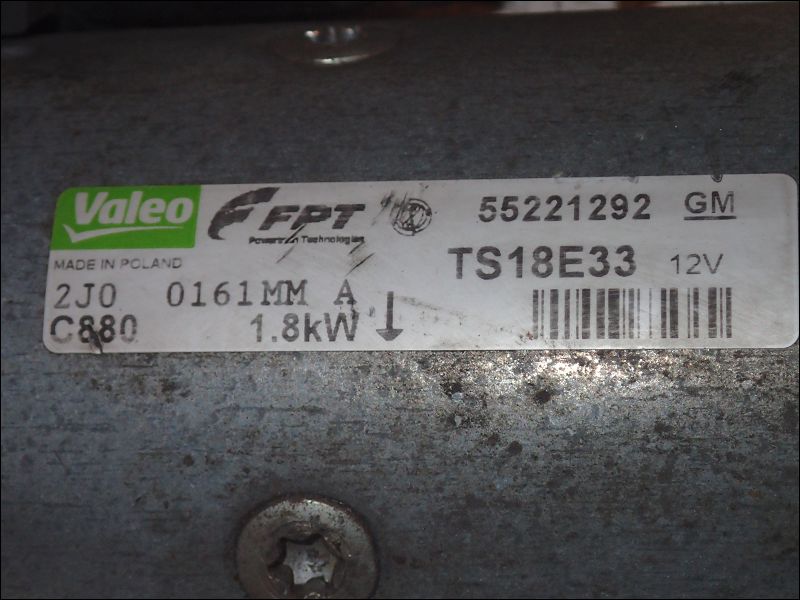 Valeo FPT 55221292 GM
Powertrain Technologies
MADE IN POLAND TS18E33 12V
2J0 0161MM A
C880 1.8kW